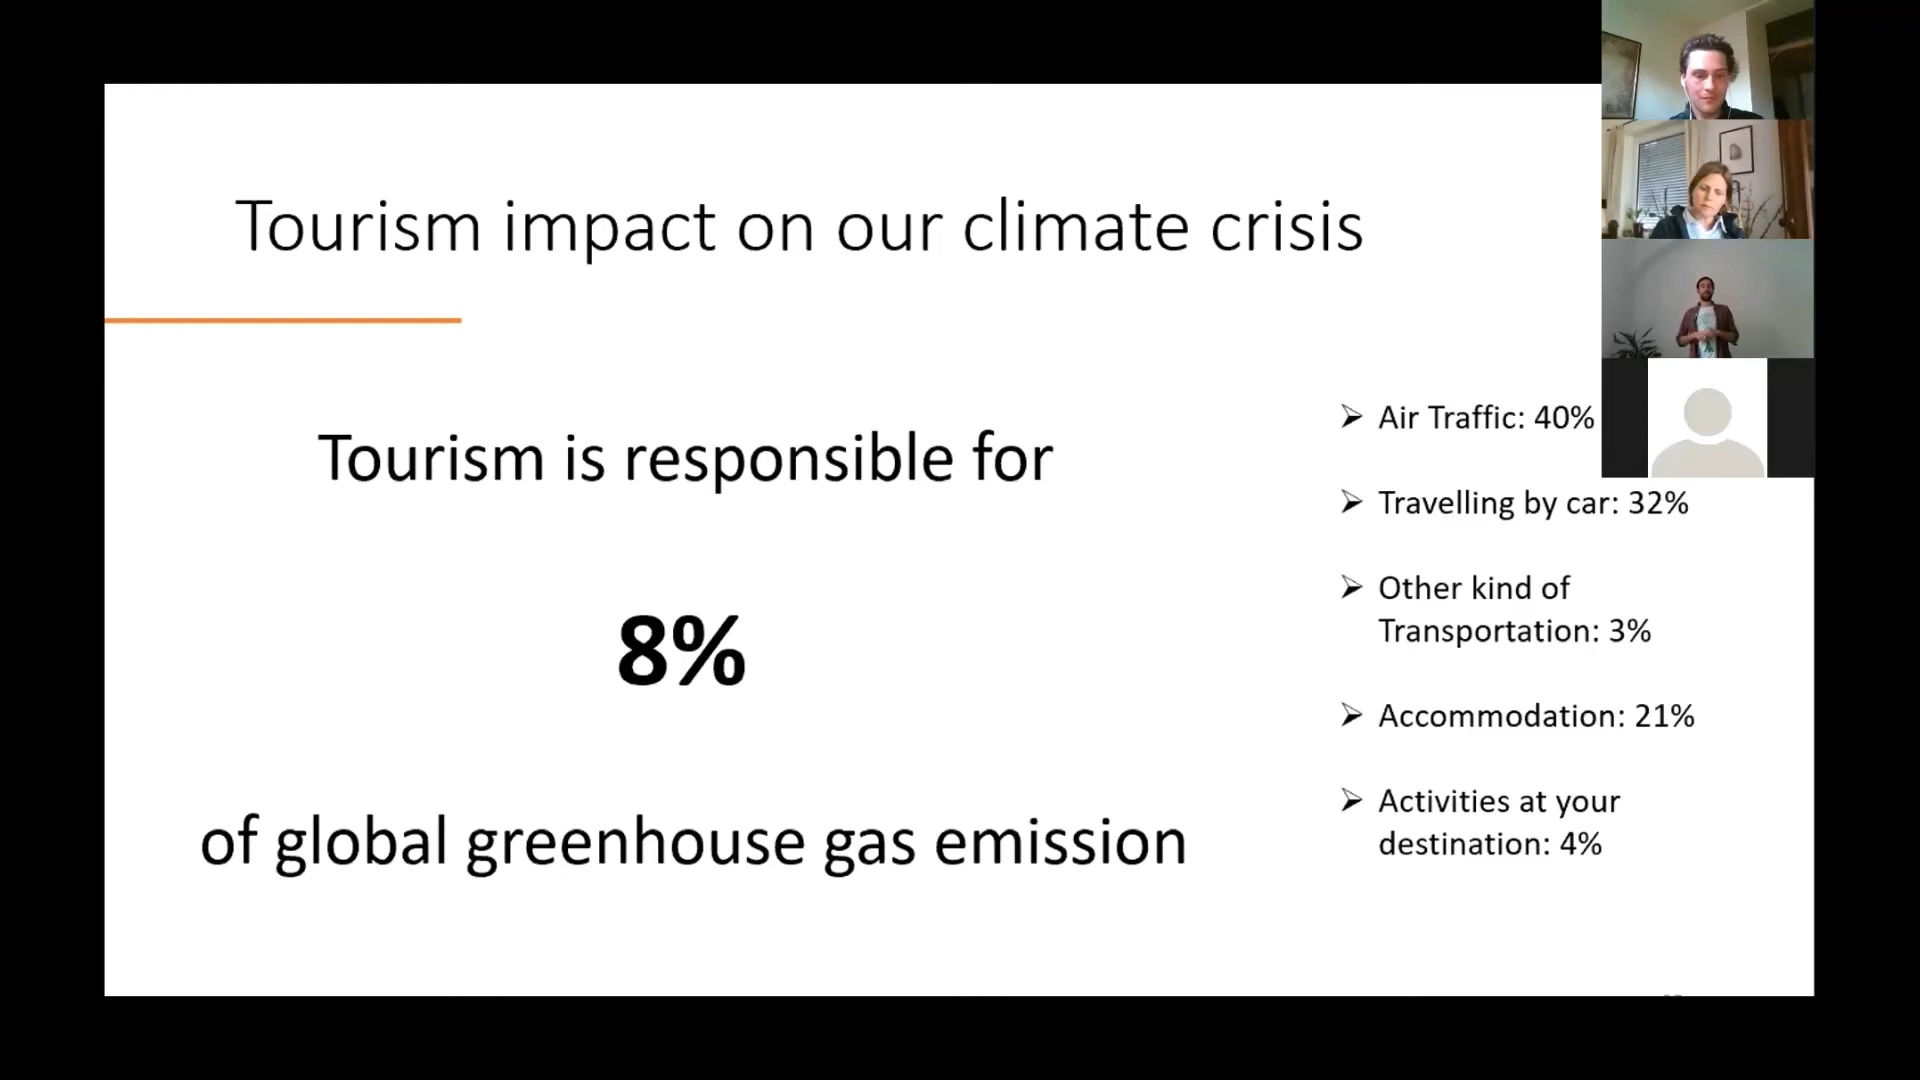 Tourism impact on our climate crisis
Tourism is responsible for
8%
of global greenhouse gas emission
➢ Air Traffic: 40%
➢ Travelling by car: 32%
➢ Other kind of
Transportation: 3%
➢ Accommodation: 21%
➢ Activities at your
destination: 4%